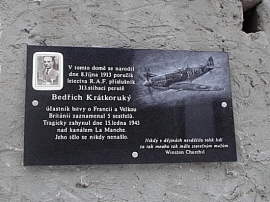 V tomto domě se narodil
dne 8.října 1913 poručík
letectva R.A.F. příslušník
313.stíhací perutě
Bedřich Krátkoruký
účastník bitvy o Francii a Velkou
Británii zaznamenal 5 sestřelů.
Tragicky zahynul dne 15.ledna 1943
nad kanálem La Manche.
Jeho tělo se nikdy nenašlo.
Nikdy v dějinách nevděčilo tolik lidí
za tak mnoho tak málo statečným mužům
Winston Churchil